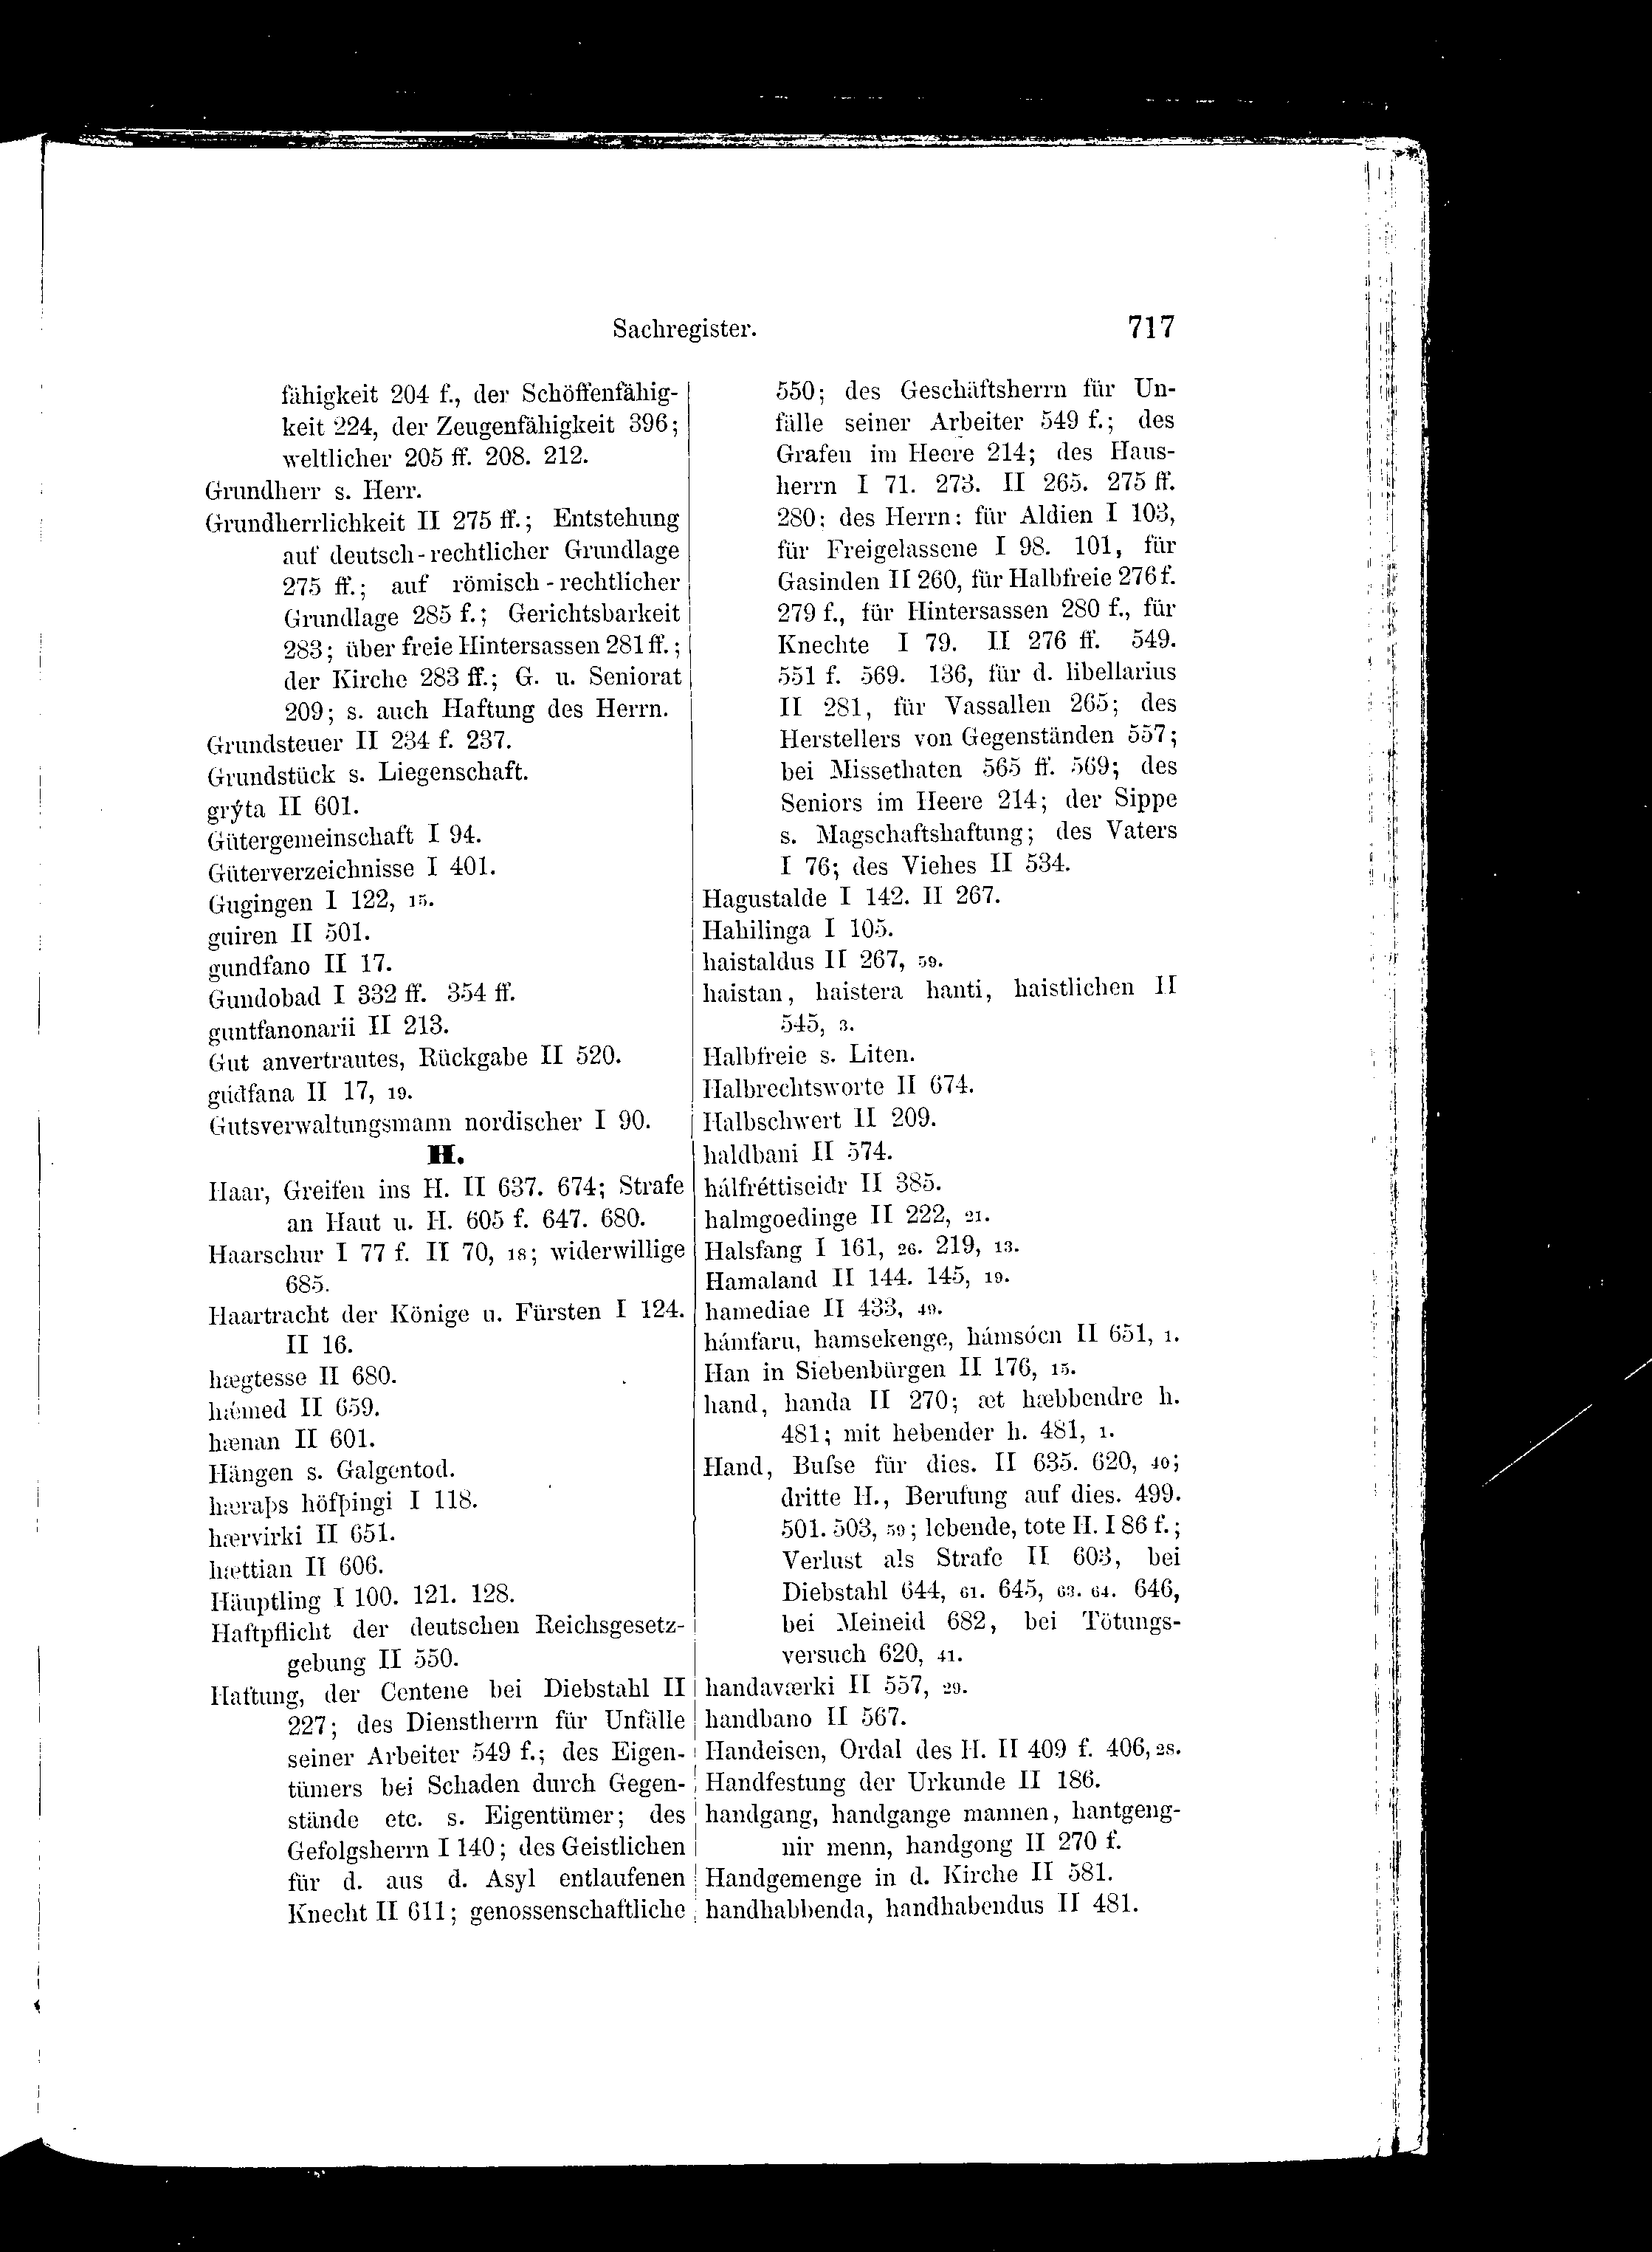 Sachregister. 717
fähigkeit 204 f., der Schöffenfähig-
keit 224, der Zeugenfähigkeit 396;
weltlicher 205 ff. 208. 212.
Grundherr s. Herr.
Grundherrlichkeit II 275 ff.; Entstehung
auf deutsch-rechtlicher Grundlage
275 ff.; auf römisch-rechtlicher
Grundlage 285 f.; Gerichtsbarkeit
283; über freie Hintersassen 281 ff.;
der Kirche 283 ff.; G. u. Seniorat
209; s. auch Haftung des Herrn.
Grundsteuer II 234 f. 237.
Grundstück s. Liegenschaft.
grýta II 601.
Gütergemeinschaft I 94.
Güterverzeichnisse I 401.
Gugingen I 122, 15.
guiren II 501.
gundfano II 17.
Gundobad I 332 ff. 354 ff.
guntfanonarii II 213.
Gut anvertrautes, Rückgabe II 520.
gúdfana II 17, 19.
Gutsverwaltungsmann nordischer I 90.
H.
Haar, Greifen ins H. II 637. 674; Strafe
an Haut u. H. 605 f. 647. 680.
Haarschur I 77 f. II 70, 18; widerwillige
685.
Haartracht der Könige u. Fürsten I 124.
II 16.
hægtesse II 680.
hǽmed II 659.
hænan II 601.
Hängen s. Galgentod.
hæraþs höfþingi I 118.
hærvirki II 651.
hættian II 606.
Häuptling I 100. 121. 128.
Haftpflicht der deutschen Reichsgesetz-
gebung II 550.
Haftung, der Centene bei Diebstahl II
227; des Dienstherrn für Unfälle
seiner Arbeiter 549 f.; des Eigen-
tümers bei Schaden durch Gegen-
stände etc. s. Eigentümer; des
Gefolgsherrn I 140; des Geistlichen
für d. aus d. Asyl entlaufenen
Knecht II 611; genossenschaftliche
550; des Geschäftsherrn für Un-
fälle seiner Arbeiter 549 f.; des
Grafen im Heere 214; des Haus-
herrn I 71. 273. II 265. 275 ff.
280; des Herrn: für Aldien I 103,
für Freigelassene I 98. 101, für
Gasinden II 260, für Halbfreie 276 f.
279 f., für Hintersassen 280 f., für
Knechte I 79. II 276 ff. 549.
551 f. 569. 136, für d. libellarius
II 281, für Vassallen 265; des
Herstellers von Gegenständen 557;
bei Missethaten 565 ff. 569; des
Seniors im Heere 214; der Sippe
s. Magschaftshaftung; des Vaters
I 76; des Viehes II 534.
Hagustalde I 142. II 267.
Hahilinga I 105.
haistaldus II 267, 59.
haistan, haistera hanti, haistlichen II
545, 3.
Halbfreie s. Liten.
Halbrechtsworte II 674.
Halbschwert II 209.
haldbani II 574.
hálfréttiseidr II 385.
halmgoedinge II 222, 21.
Halsfang I 161, 26. 219, 13.
Hamaland II 144. 145, 19.
hamediae II 433, 49.
hámfaru, hamsekenge, hámsócn II 651, 1.
Han in Siebenbürgen II 176, 15.
hand, handa II 270; æt hæbbendre h.
481; mit hebender h. 481, 1.
Hand, Buſse für dies. II 635. 620, 40;
dritte H., Berufung auf dies. 499.
501. 503, 59; lebende, tote H. I 86 f.;
Verlust als Strafe II 603, bei
Diebstahl 644, 61. 645, 63. 64. 646,
bei Meineid 682, bei Tötungs-
versuch 620, 41.
handaværki II 557, 29.
handbano II 567.
Handeisen, Ordal des H. II 409 f. 406, 28.
Handfestung der Urkunde II 186.
handgang, handgange mannen, hantgeng-
nir menn, handgong II 270 f.
Handgemenge in d. Kirche II 581.
handhabbenda, handhabendus II 481.